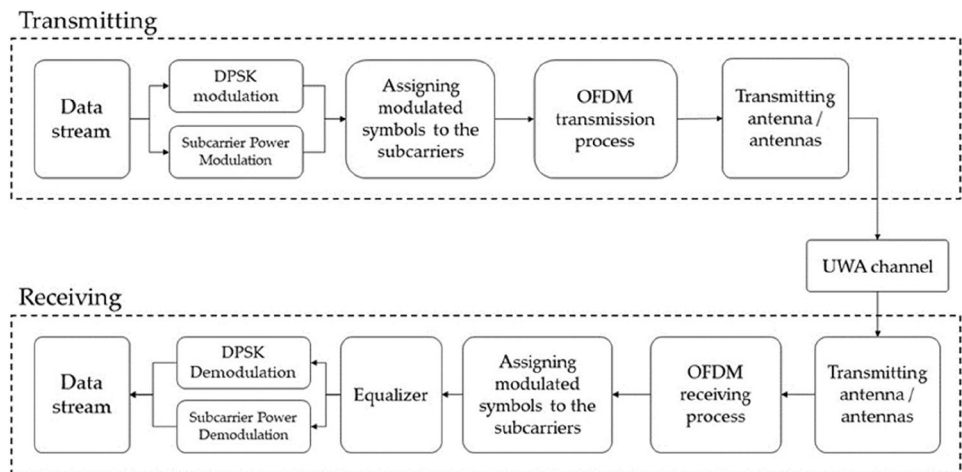 Transmitting
Data
stream
DPSK
modulation
Subcarrier Power
Modulation
Assigning
modulated
symbols to the
subcarriers
OFDM
transmission
process
Transmitting
antenna /
antennas
UWA channel
Receiving
Data
stream
DPSK
Demodulation
Subcarrier Power
Demodulation
Equalizer
Assigning
modulated
symbols to the
subcarriers
OFDM
receiving
process
Transmitting
antenna /
antennas